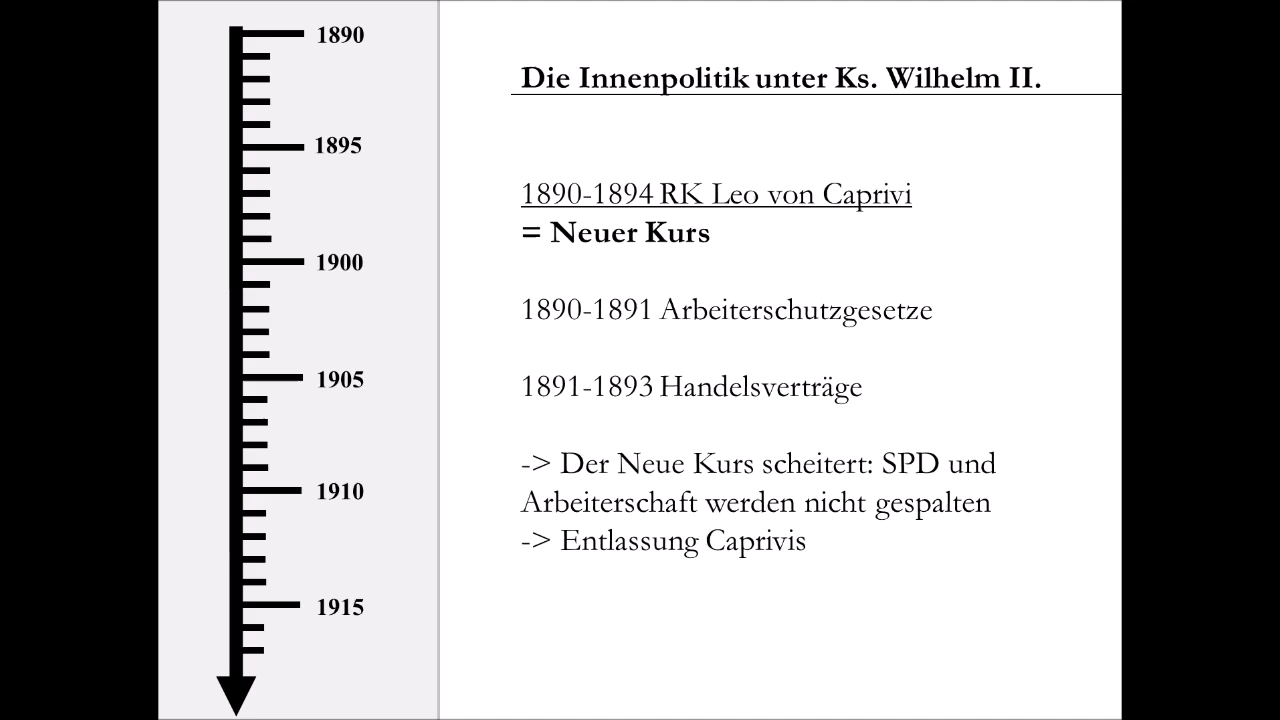 1890
1895
1900
1905
1910
1915
Die Innenpolitik unter Ks. Wilhelm II.
1890-1894 RK Leo von Caprivi
= Neuer Kurs
1890-1891 Arbeiterschutzgesetze
1891-1893 Handelsverträge
-> Der Neue Kurs scheitert: SPD und
Arbeiterschaft werden nicht gespalten
-> Entlassung Caprivis